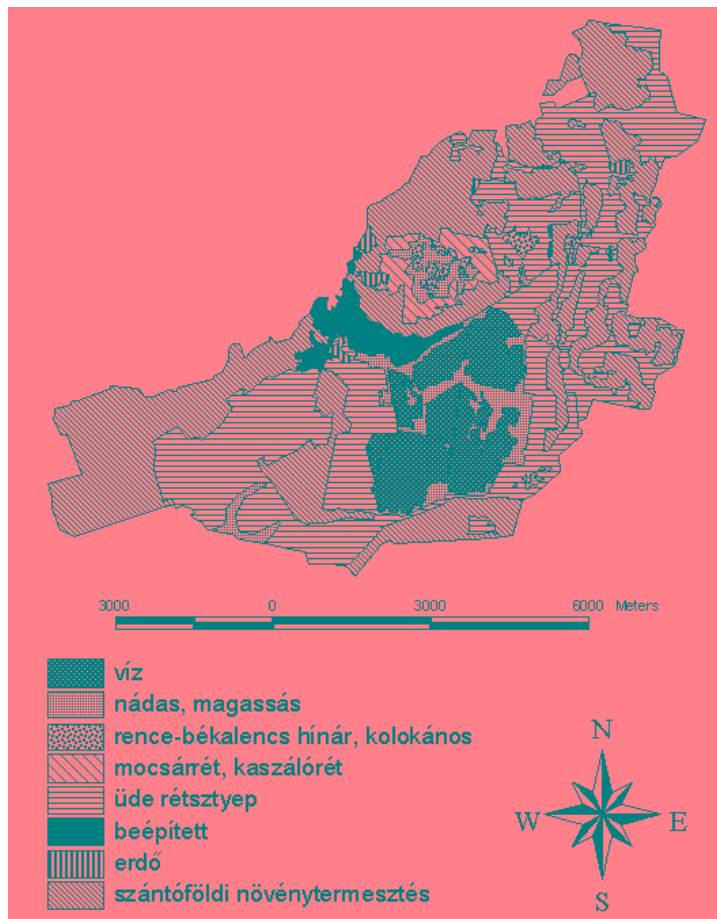 3000 0 3000 6000 Meters
víz
nádas, magassás
rence-békalencs hínár, kolokános
mocsárrét, kaszálórét
üde rétsztyep
beépített
erdő
szántóföldi növénytermesztés
N
W E
S